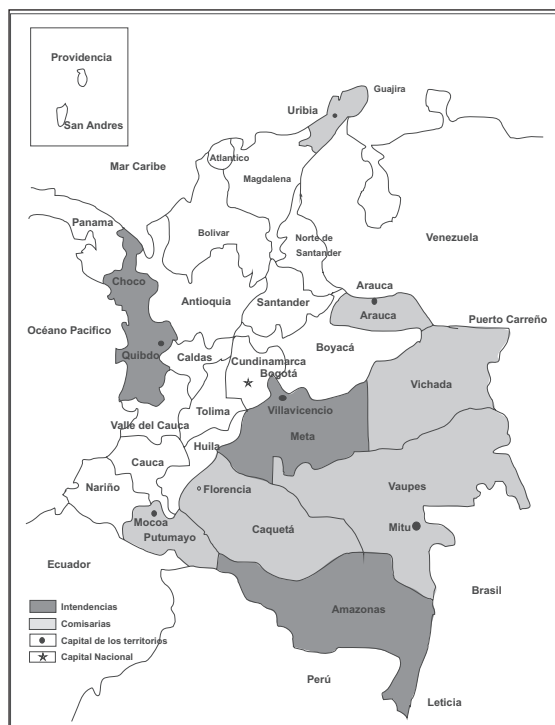 Providencia
San Andres
Mar Caribe
Uribia
Guajira
Atlantico
Magdalena
Panama
Bolivar
Norte de
Santander
Venezuela
Choco
Antioquia
Santander
Arauca
Arauca
Puerto Carreño
Océano Pacifico
Quibdo
Caldas
Cundinamarca
Bogotá
Boyacá
Vichada
Tolima
Villavicencio
Valle del Cauca
Meta
Huila
Cauca
Nariño
Florencia
Vaupes
Mocoa
Putumayo
Caquetá
Mitu
Ecuador
Brasil
Amazonas
Intendencias
Comisarias
Capital de los territorios
Capital Nacional
Perú
Leticia